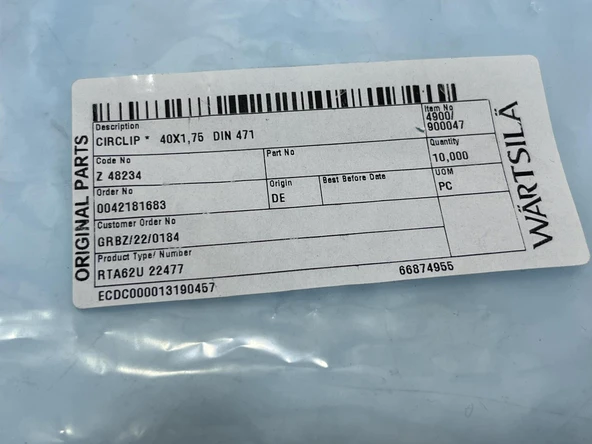 ORIGINAL PARTS
Description
CIRCLIP * 40X1,75 DIN 471
Item No
4900/
900047
Code No
Z 48234
Part No
Quantity
10,000
Order No
0042181683
Origin
DE
Best Before Date
UOM
PC
Customer Order No
GRBZ/22/0184
Product Type/ Number
RTA62U 22477
66874955
ECDC000013190457
WÄRTSILÄ